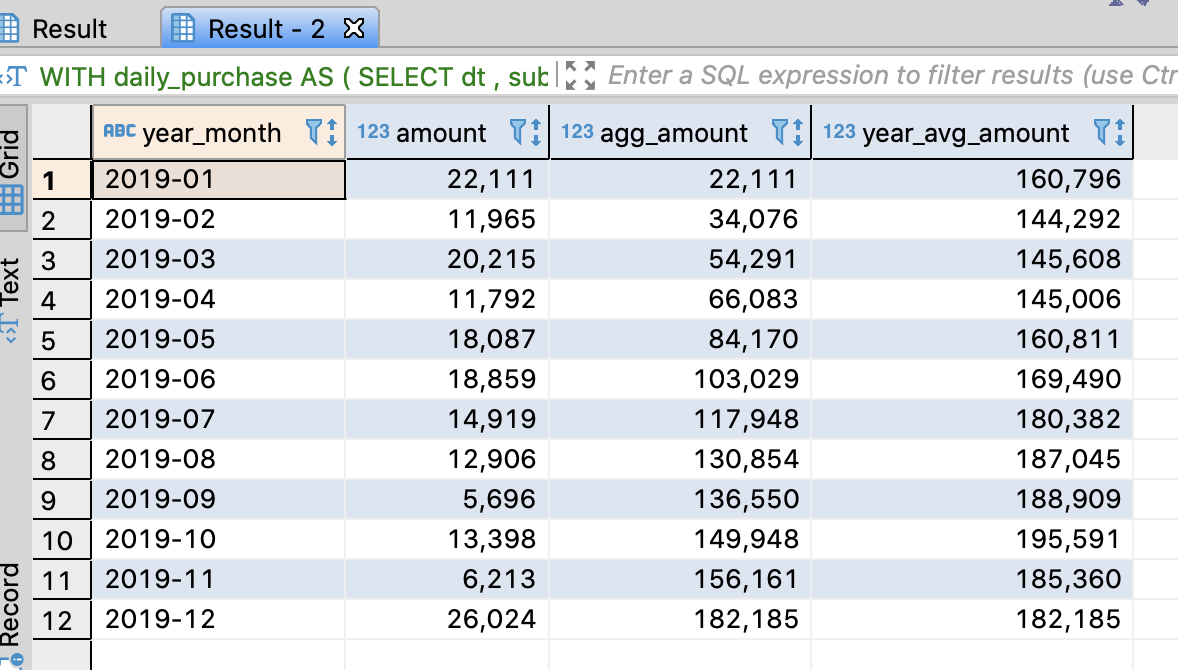 Result Result - 2
WITH daily_purchase AS ( SELECT dt , sub Enter a SQL expression to filter results (use Ctr
ABC year_month 123 amount 123 agg_amount 123 year_avg_amount
1 2019-01 22,111 22,111 160,796
2 2019-02 11,965 34,076 144,292
3 2019-03 20,215 54,291 145,608
4 2019-04 11,792 66,083 145,006
5 2019-05 18,087 84,170 160,811
6 2019-06 18,859 103,029 169,490
7 2019-07 14,919 117,948 180,382
8 2019-08 12,906 130,854 187,045
9 2019-09 5,696 136,550 188,909
10 2019-10 13,398 149,948 195,591
11 2019-11 6,213 156,161 185,360
12 2019-12 26,024 182,185 182,185
Grid
Text
Record